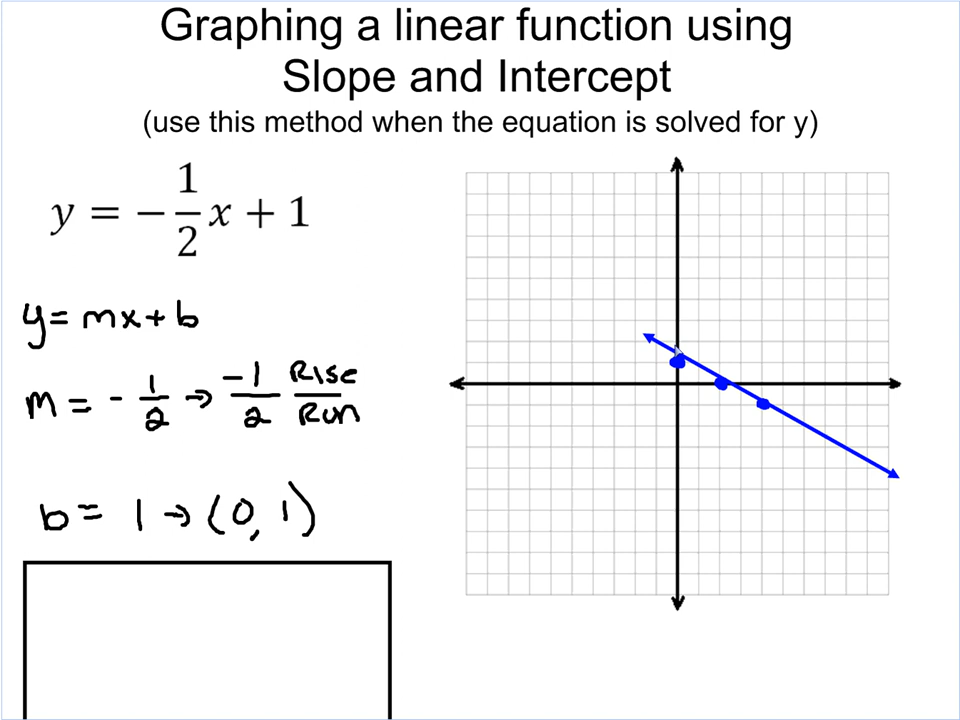 Graphing a linear function using
Slope and Intercept
(use this method when the equation is solved for y)
y = -1/2 x + 1
y = mx + b
m = -1/2 → -1/2 Rise/Run
b = 1 → (0, 1)